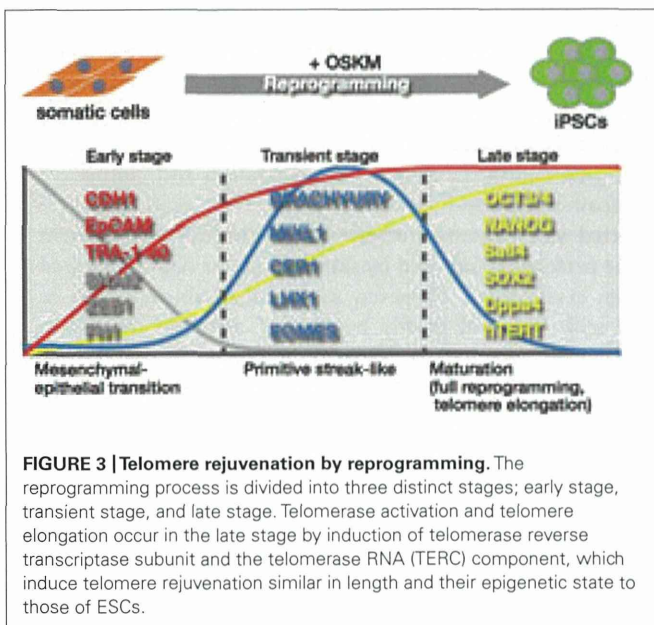 + OSKM
Reprogramming
somatic cells
iPSCs
Early stage
Transient stage
Late stage
CDH1
EpCAM
TRA-1-60
ZEB1
BRACHYURY
MIXL1
CER1
LHX1
EOMES
OCT3/4
NANOG
Sall4
SOX2
Dppa4
hTERT
Mesenchymal-
epithelial transition
Primitive streak-like
Maturation
(full reprogramming,
telomere elongation)
FIGURE 3 | Telomere rejuvenation by reprogramming. The
reprogramming process is divided into three distinct stages; early stage,
transient stage, and late stage. Telomerase activation and telomere
elongation occur in the late stage by induction of telomerase reverse
transcriptase subunit and the telomerase RNA (TERC) component, which
induce telomere rejuvenation similar in length and their epigenetic state to
those of ESCs.